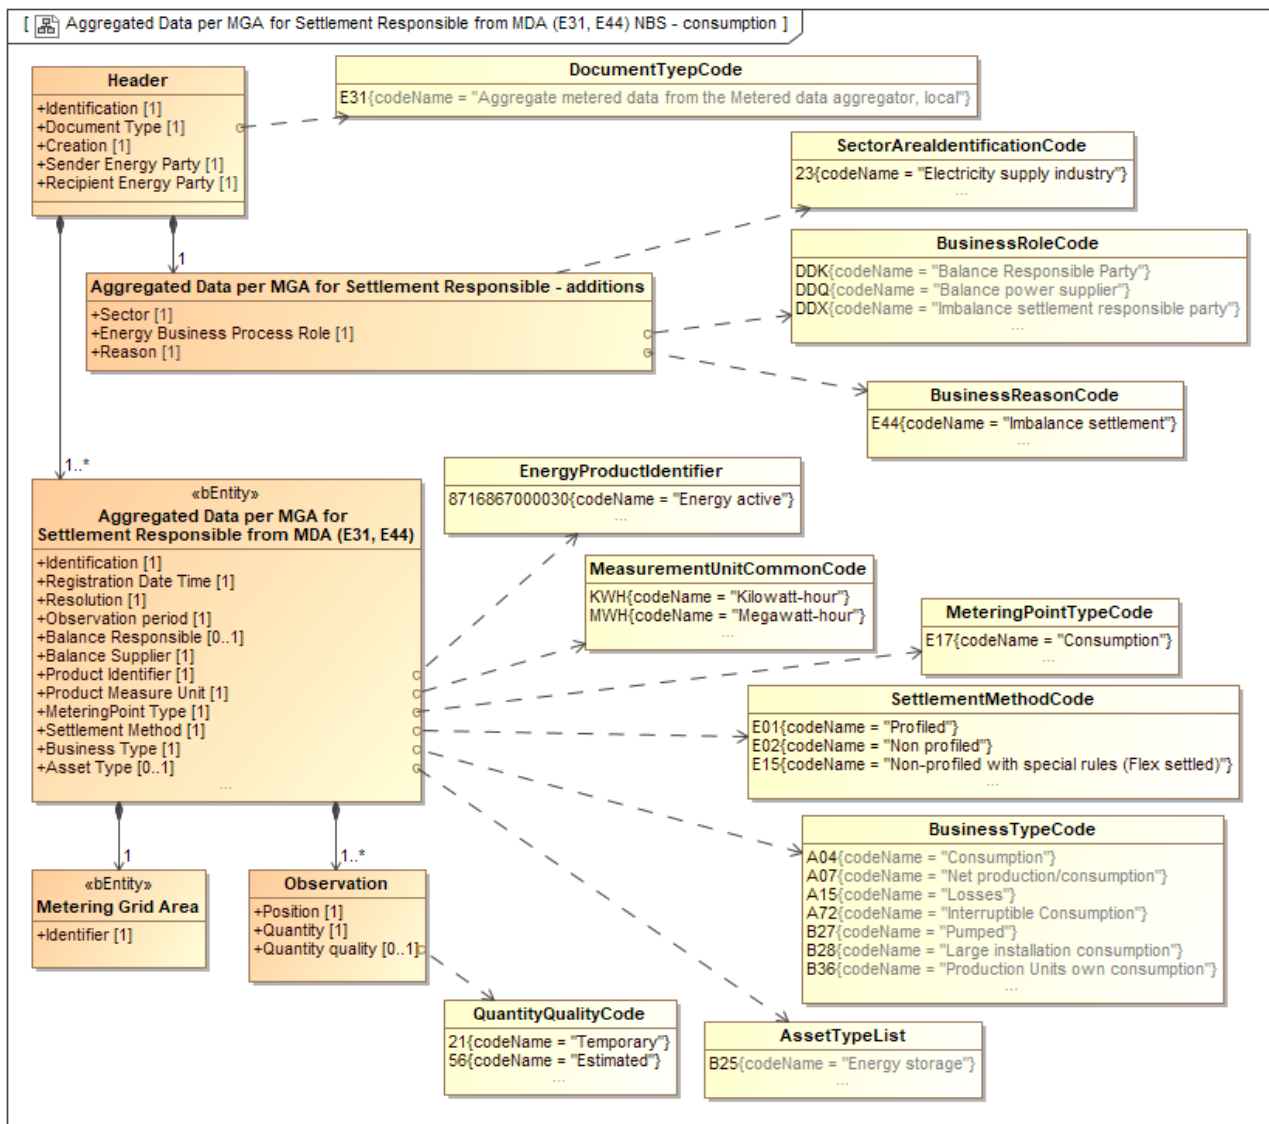 [ Aggregated Data per MGA for Settlement Responsible from MDA (E31, E44) NBS - consumption ]
Header
+Identification [1]
+Document Type [1]
+Creation [1]
+Sender Energy Party [1]
+Recipient Energy Party [1]
DocumentTyepCode
E31{codeName = "Aggregate metered data from the Metered data aggregator, local"}
SectorAreaIdentificationCode
23{codeName = "Electricity supply industry"}
...
1
Aggregated Data per MGA for Settlement Responsible - additions
+Sector [1]
+Energy Business Process Role [1]
+Reason [1]
BusinessRoleCode
DDK{codeName = "Balance Responsible Party"}
DDQ{codeName = "Balance power supplier"}
DDX{codeName = "Imbalance settlement responsible party"}
...
BusinessReasonCode
E44{codeName = "Imbalance settlement"}
...
1..*
«bEntity»
Aggregated Data per MGA for
Settlement Responsible from MDA (E31, E44)
+Identification [1]
+Registration Date Time [1]
+Resolution [1]
+Observation period [1]
+Balance Responsible [0..1]
+Balance Supplier [1]
+Product Identifier [1]
+Product Measure Unit [1]
+MeteringPoint Type [1]
+Settlement Method [1]
+Business Type [1]
+Asset Type [0..1]
...
EnergyProductIdentifier
8716867000030{codeName = "Energy active"}
...
MeasurementUnitCommonCode
KWH{codeName = "Kilowatt-hour"}
MWH{codeName = "Megawatt-hour"}
...
MeteringPointTypeCode
E17{codeName = "Consumption"}
...
SettlementMethodCode
E01{codeName = "Profiled"}
E02{codeName = "Non profiled"}
E15{codeName = "Non-profiled with special rules (Flex settled)"}
...
BusinessTypeCode
A04{codeName = "Consumption"}
A07{codeName = "Net production/consumption"}
A15{codeName = "Losses"}
A72{codeName = "Interruptible Consumption"}
B27{codeName = "Pumped"}
B28{codeName = "Large installation consumption"}
B36{codeName = "Production Units own consumption"}
...
1
«bEntity»
Metering Grid Area
+Identifier [1]
1..*
Observation
+Position [1]
+Quantity [1]
+Quantity quality [0..1]
QuantityQualityCode
21{codeName = "Temporary"}
56{codeName = "Estimated"}
...
AssetTypeList
B25{codeName = "Energy storage"}
...